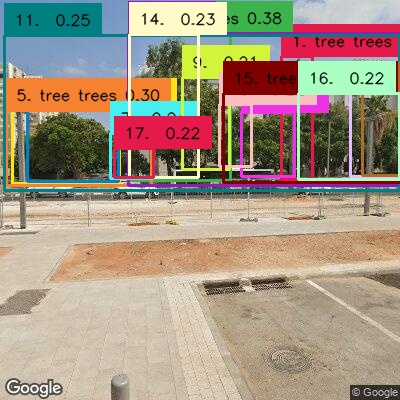 11. 0.25
14. 0.23
es 0.38
1. tree trees
9. 0.21
15. tree
16. 0.22
5. tree trees 0.30
17. 0.22
Google
© Google